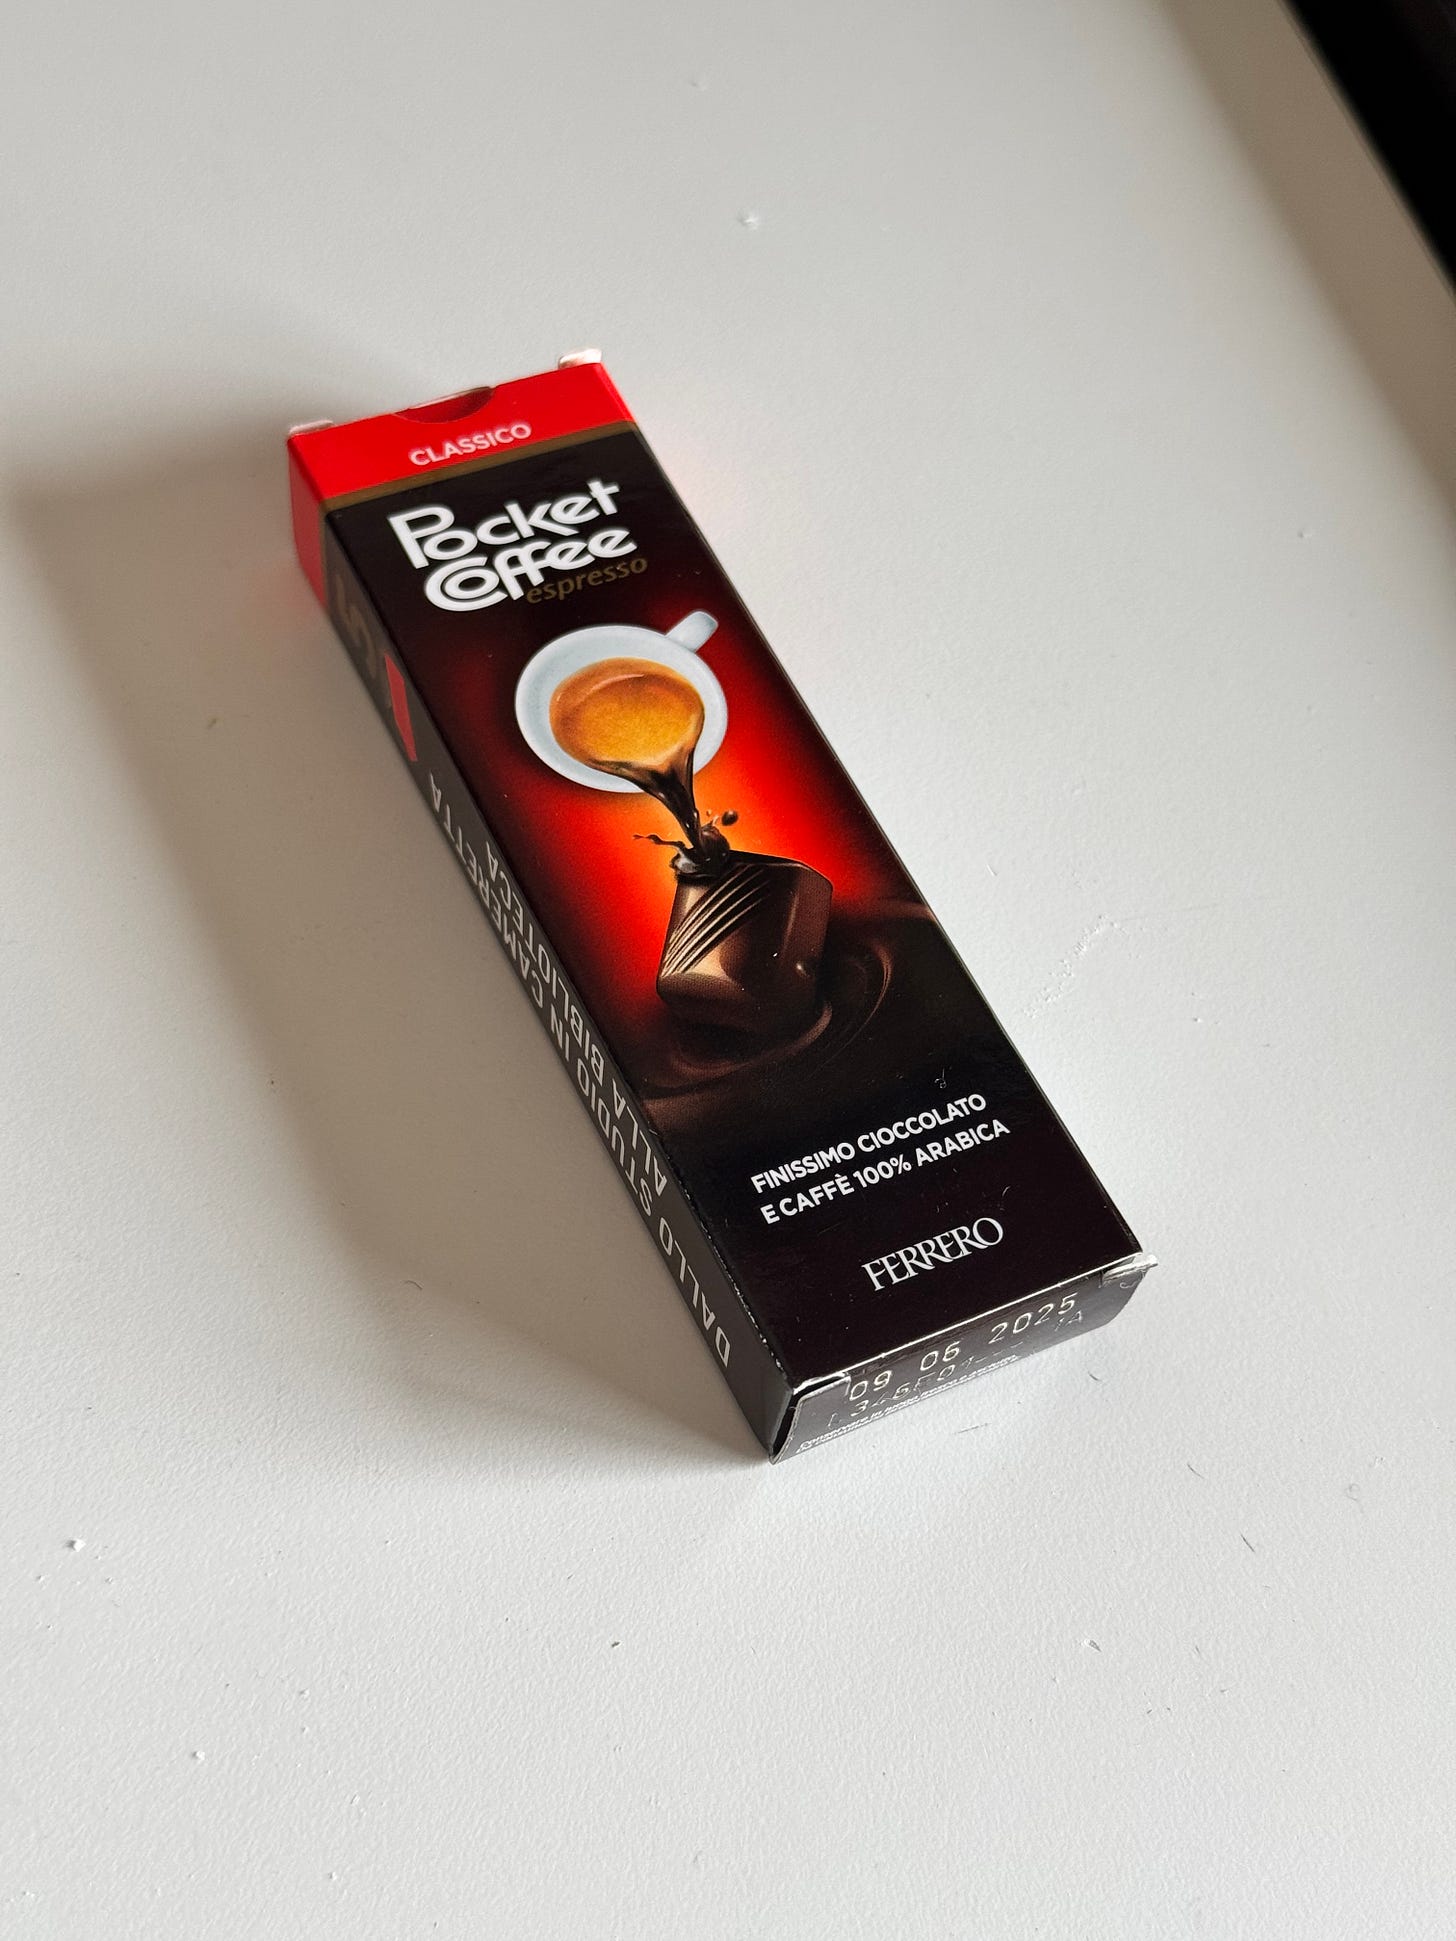 CLASSICO
Pocket
Coffee
espresso
FINISSIMO CIOCCOLATO
E CAFFÈ 100% ARABICA
FERRERO
DALLO STUDIO IN CAMERETTA
ALLA BIBLIOTECA
09 06 2025